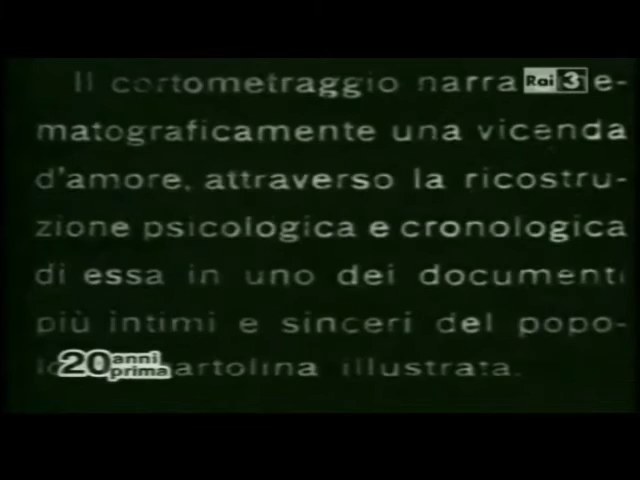 Il cortometraggio narra e-
Rai 3
matograficamente una vicenda
d'amore, attraverso la ricostru-
zione psicologica e cronologica
di essa in uno dei documenti
più intimi e sinceri del popo-
20 anni prima
artolina illustrata.